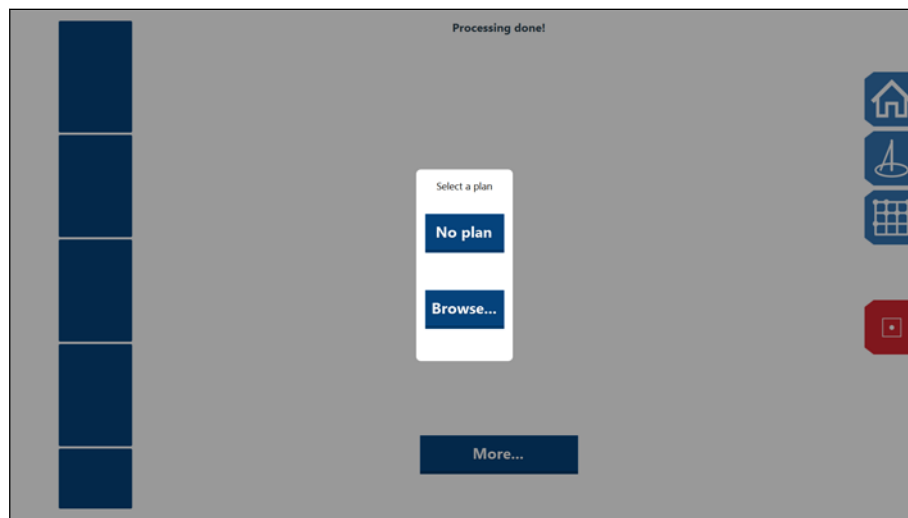 Processing done!
Select a plan
No plan
Browse...
More...